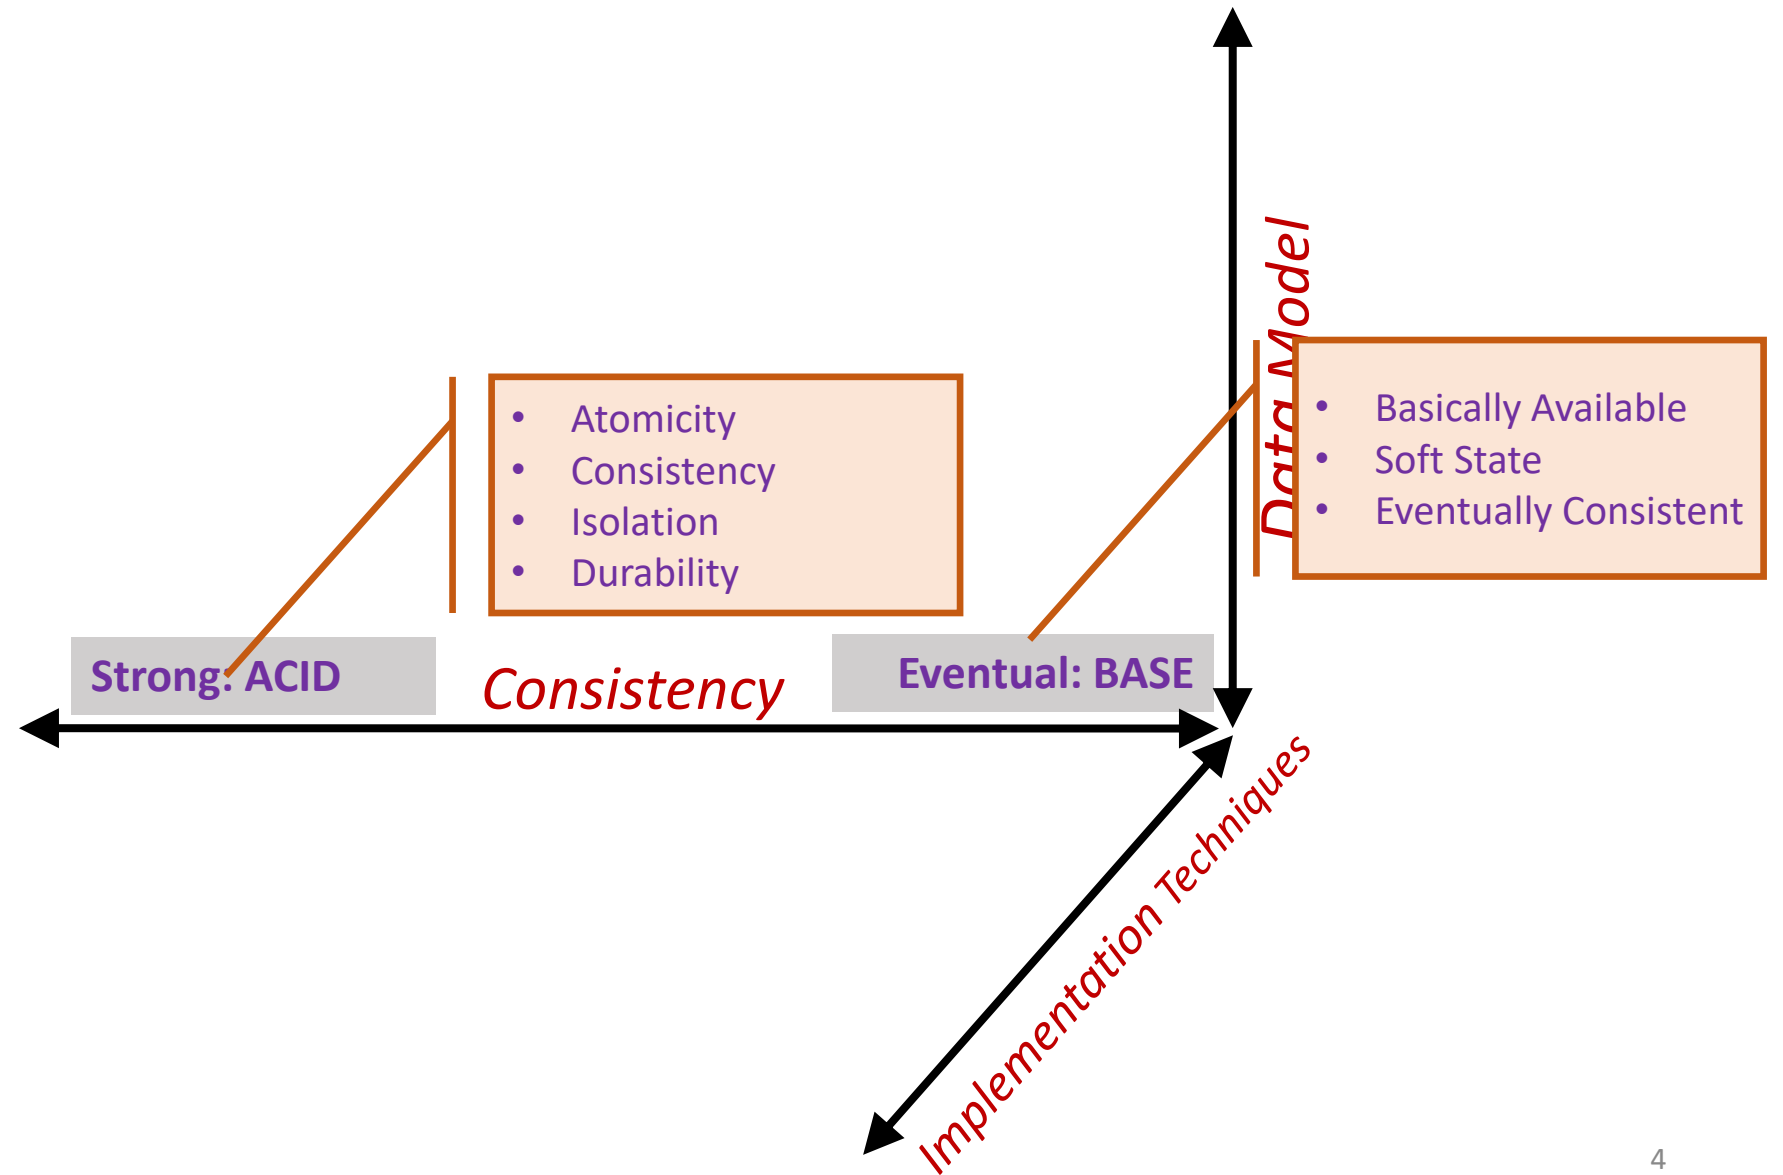 Data Model
• Atomicity
• Consistency
• Isolation
• Durability
• Basically Available
• Soft State
• Eventually Consistent
Strong: ACID
Consistency
Eventual: BASE
Implementation Techniques
4